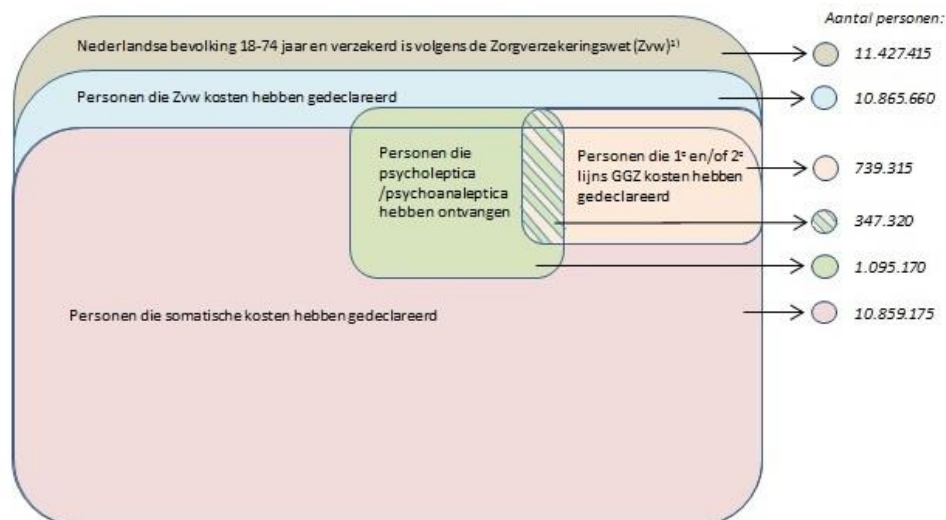 Aantal personen:
Nederlandse bevolking 18-74 jaar en verzekerd is volgens de Zorgverzekeringswet (Zvw)¹⁾
11.427.415
Personen die Zvw kosten hebben gedeclareerd
10.865.660
Personen die
psycholeptica
/psychoanaleptica
hebben ontvangen
Personen die 1ᵉ en/of 2ᵉ
lijns GGZ kosten hebben
gedeclareerd
739.315
347.320
1.095.170
Personen die somatische kosten hebben gedeclareerd
10.859.175